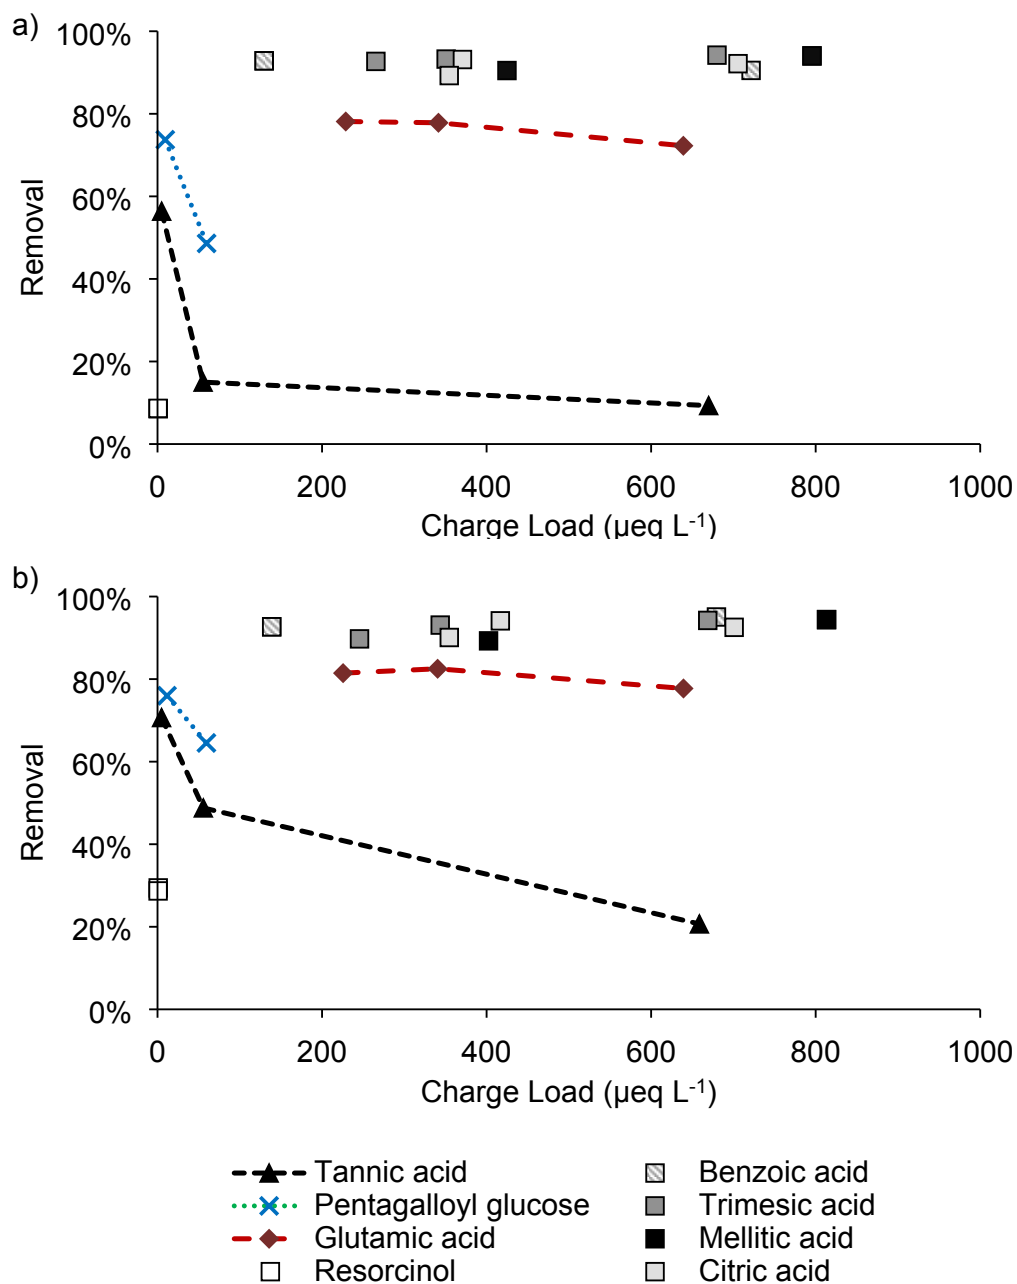 a)
100%
80%
60%
40%
20%
0%
Removal
0 200 400 600 800 1000
Charge Load (µeq L⁻¹)
b)
100%
80%
60%
40%
20%
0%
Removal
0 200 400 600 800 1000
Charge Load (µeq L⁻¹)
Tannic acid
Pentagalloyl glucose
Glutamic acid
Resorcinol
Benzoic acid
Trimesic acid
Mellitic acid
Citric acid